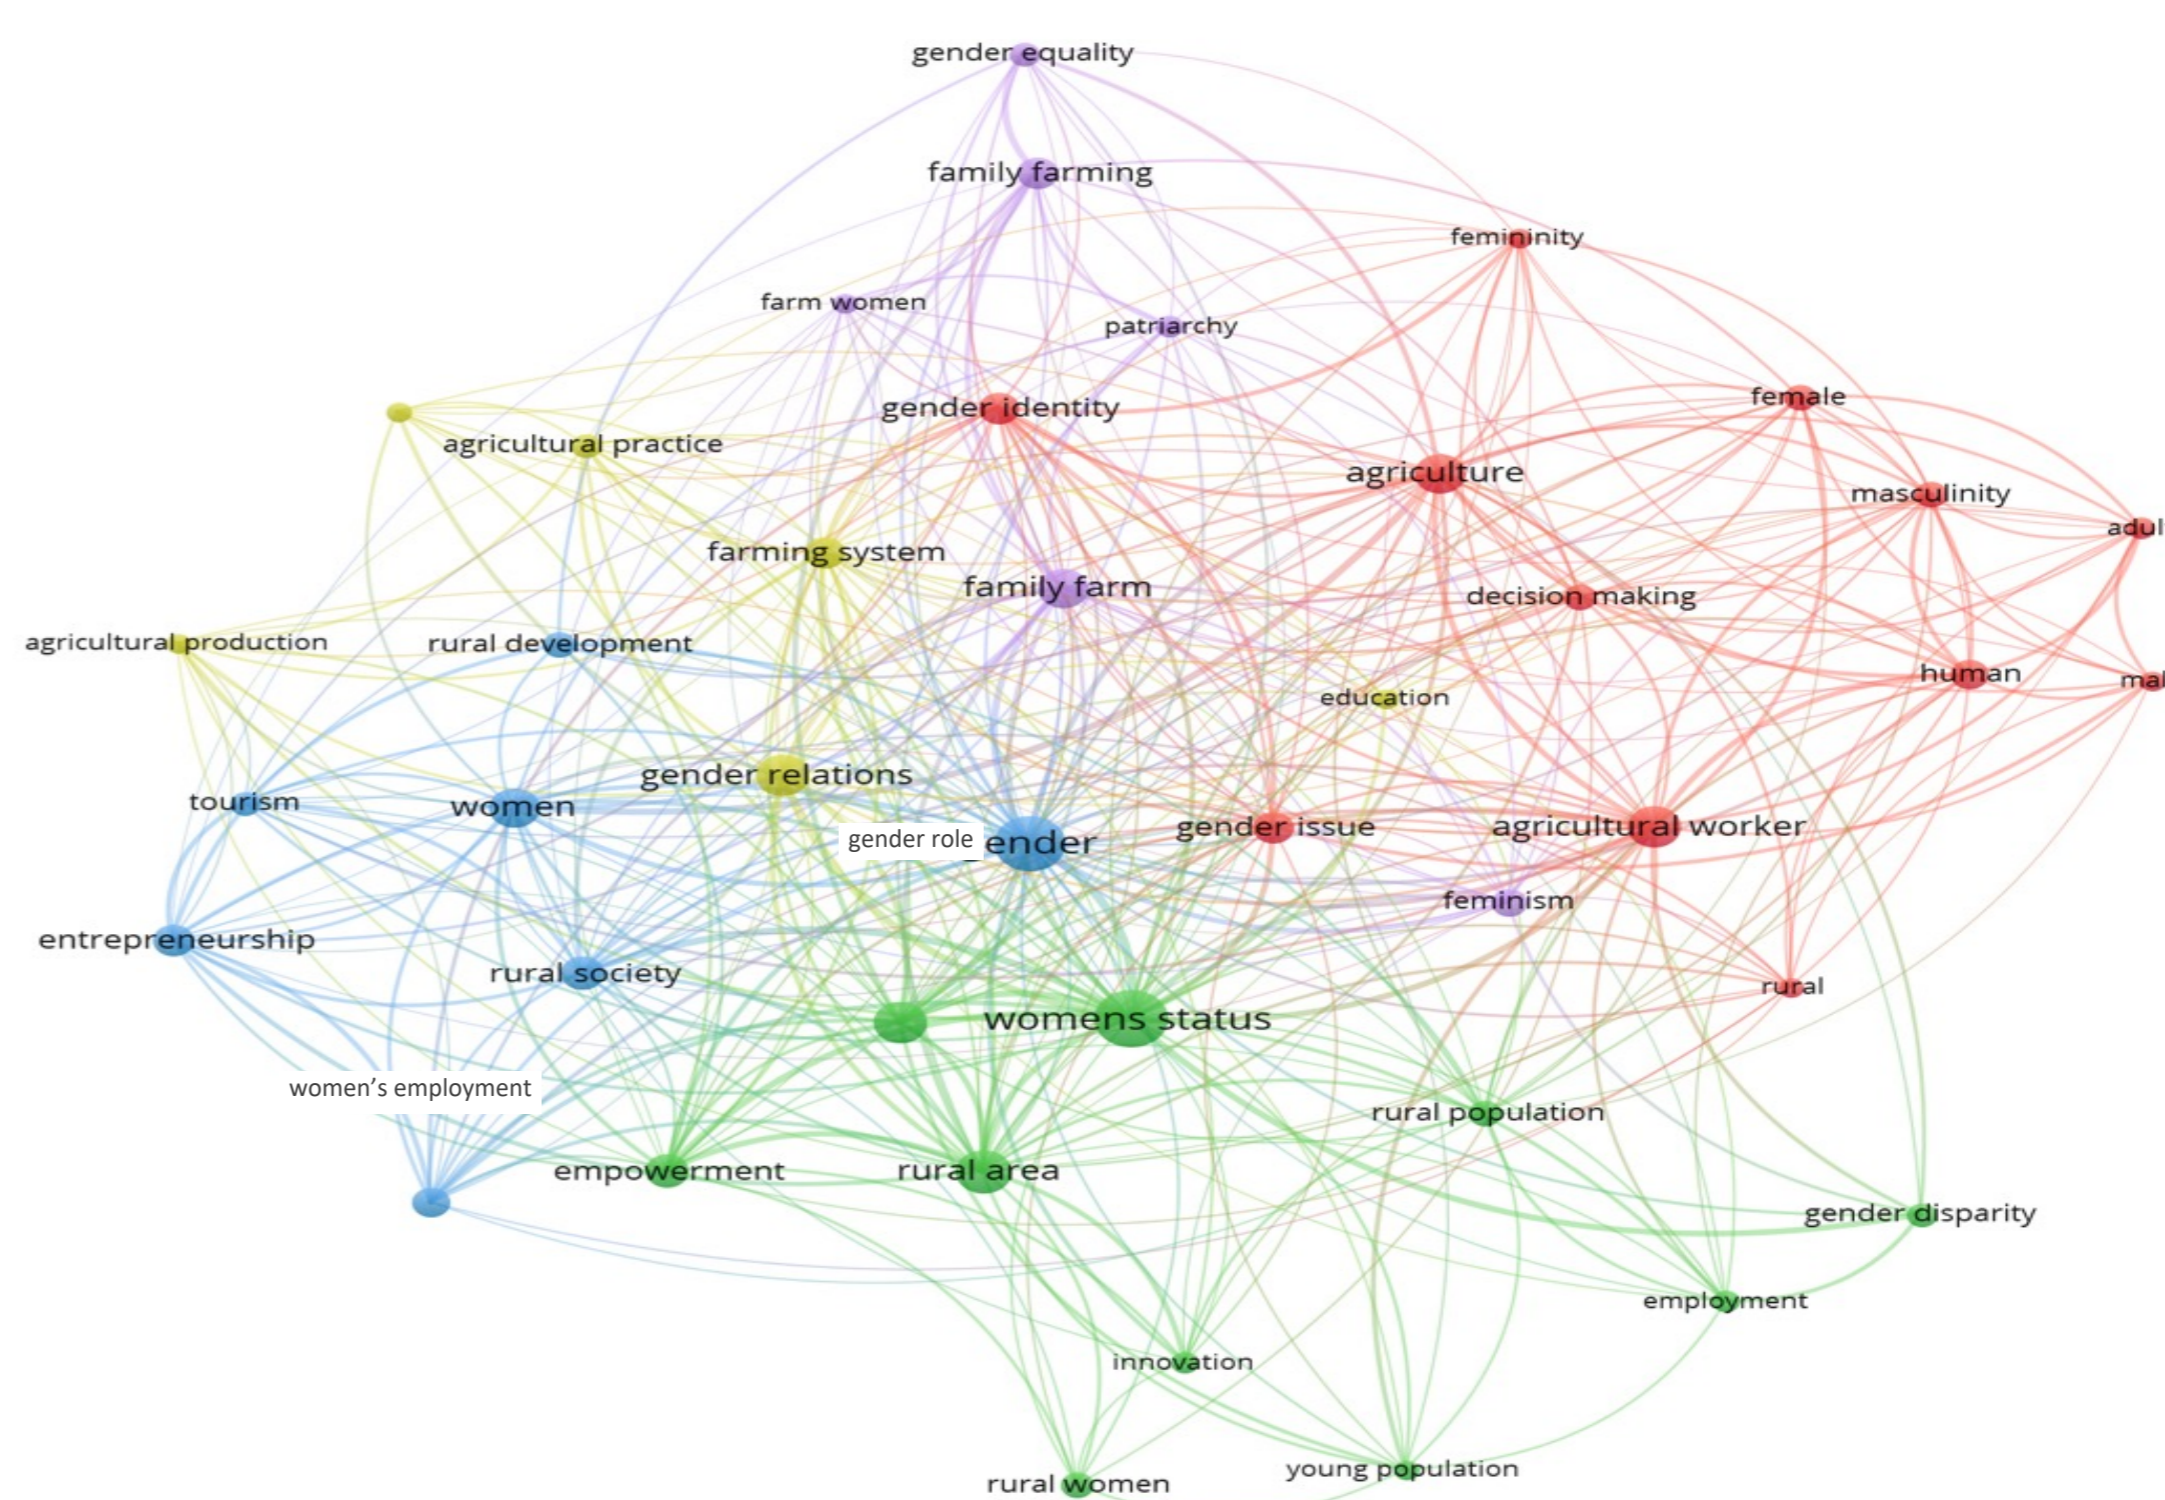 gender equality
family farming
femininity
farm women
patriarchy
female
gender identity
agricultural practice
agriculture
masculinity
adul
farming system
family farm
decision making
agricultural production
rural development
human
mal
education
gender relations
tourism
women
gender role
ender
gender issue
agricultural worker
feminism
entrepreneurship
rural society
rural
womens status
women’s employment
rural population
empowerment
rural area
gender disparity
employment
innovation
young population
rural women